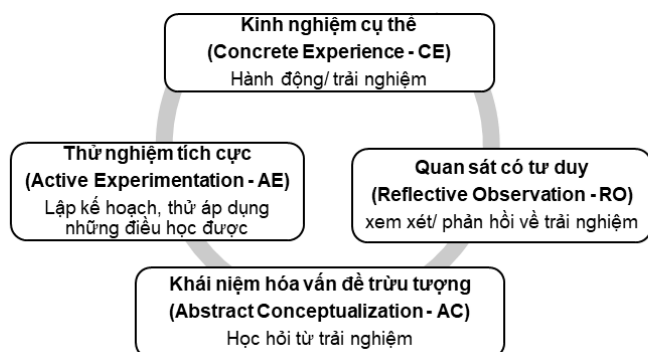 Kinh nghiệm cụ thể
(Concrete Experience - CE)
Hành động/ trải nghiệm
Thử nghiệm tích cực
(Active Experimentation - AE)
Lập kế hoạch, thử áp dụng
những điều học được
Quan sát có tư duy
(Reflective Observation - RO)
xem xét/ phản hồi về trải nghiệm
Khái niệm hóa vấn đề trừu tượng
(Abstract Conceptualization - AC)
Học hỏi từ trải nghiệm